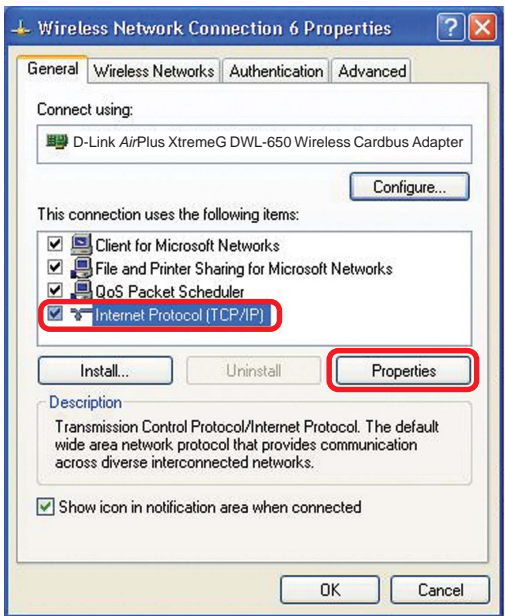 Wireless Network Connection 6 Properties
General Wireless Networks Authentication Advanced
Connect using:
D-Link AirPlus XtremeG DWL-650 Wireless Cardbus Adapter
Configure...
This connection uses the following items:
Client for Microsoft Networks
File and Printer Sharing for Microsoft Networks
QoS Packet Scheduler
Internet Protocol (TCP/IP)
Install... Uninstall Properties
Description
Transmission Control Protocol/Internet Protocol. The default
wide area network protocol that provides communication
across diverse interconnected networks.
Show icon in notification area when connected
OK Cancel